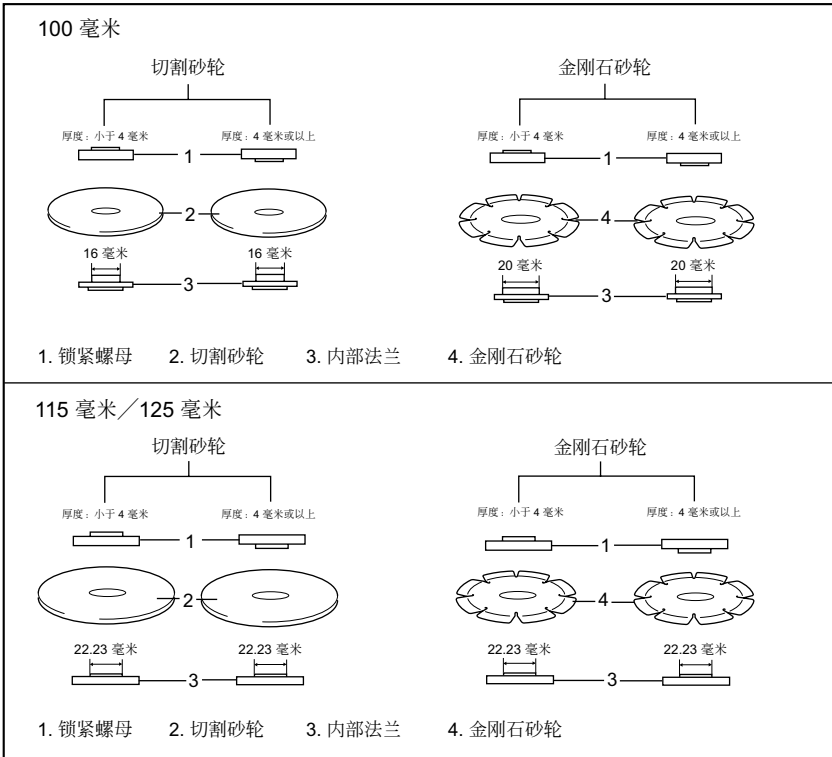 100 毫米
切割砂轮
金刚石砂轮
厚度：小于 4 毫米
厚度：4 毫米或以上
厚度：小于 4 毫米
厚度：4 毫米或以上
1
1
2
4
16 毫米
16 毫米
20 毫米
20 毫米
3
3
1. 锁紧螺母 2. 切割砂轮 3. 内部法兰 4. 金刚石砂轮
115 毫米／125 毫米
切割砂轮
金刚石砂轮
厚度：小于 4 毫米
厚度：4 毫米或以上
厚度：小于 4 毫米
厚度：4 毫米或以上
1
1
2
4
22.23 毫米
22.23 毫米
22.23 毫米
22.23 毫米
3
3
1. 锁紧螺母 2. 切割砂轮 3. 内部法兰 4. 金刚石砂轮